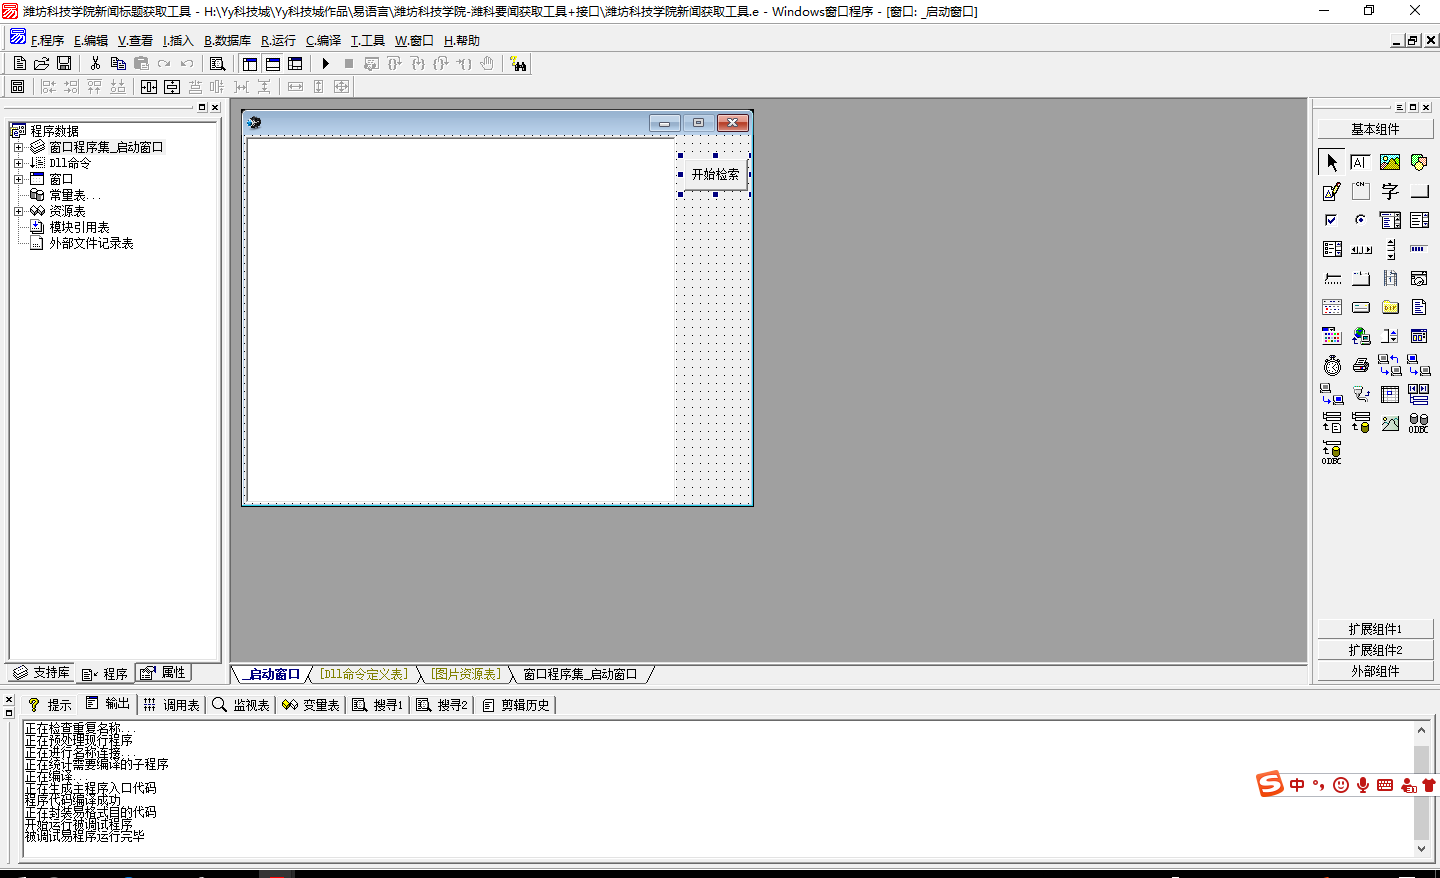 潍坊科技学院新闻标题获取工具 - H:\Yy科技城\Yy科技城作品\易语言\潍坊科技学院-潍科要闻获取工具+接口\潍坊科技学院新闻获取工具.e - Windows窗口程序 - [窗口: _启动窗口]
F.程序 E.编辑 V.查看 I.插入 B.数据库 R.运行 C.编译 T.工具 W.窗口 H.帮助
程序数据
窗口程序集_启动窗口
Dll命令
窗口
常量表...
资源表
模块引用表
外部文件记录表
支持库 程序 属性
开始检索
基本组件
A
CN
字
DIR
ODBC
ODBC
扩展组件1
扩展组件2
外部组件
_启动窗口 [Dll命令定义表] [图片资源表] 窗口程序集_启动窗口
提示 输出 调用表 监视表 变量表 搜寻1 搜寻2 剪辑历史
正在检查重复名称...
正在预处理现行程序
正在进行名称连接...
正在统计需要编译的子程序
正在编译...
正在生成主程序入口代码
程序代码编译成功
正在封装易格式目的代码
开始运行被调试程序
被调试易程序运行完毕
S 中 °,